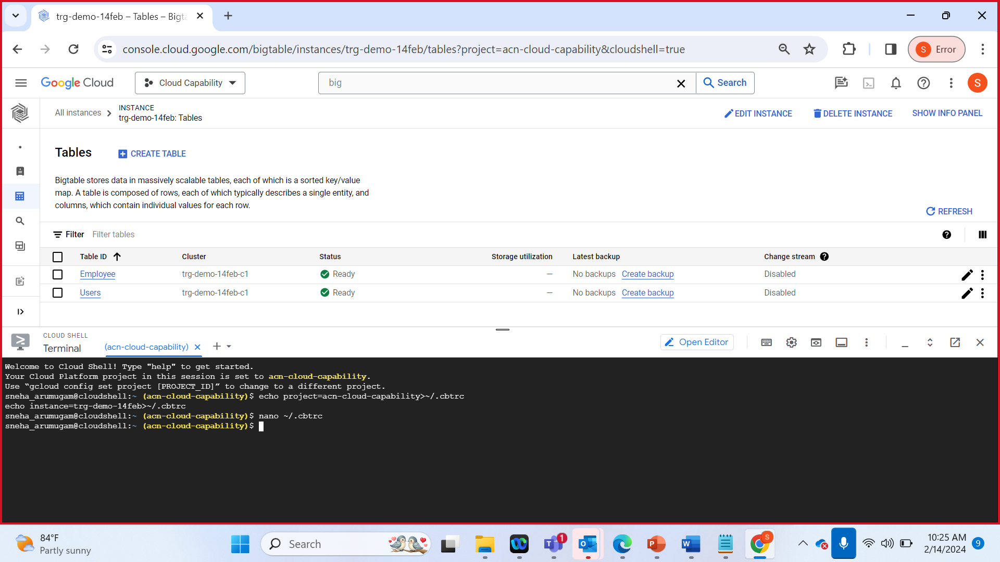 trg-demo-14feb – Tables – Bigta
console.cloud.google.com/bigtable/instances/trg-demo-14feb/tables?project=acn-cloud-capability&cloudshell=true
S Error
Google Cloud
Cloud Capability
big
Search
S
All instances
INSTANCE
trg-demo-14feb: Tables
EDIT INSTANCE
DELETE INSTANCE
SHOW INFO PANEL
Tables
CREATE TABLE
Bigtable stores data in massively scalable tables, each of which is a sorted key/value
map. A table is composed of rows, each of which typically describes a single entity, and
columns, which contain individual values for each row.
REFRESH
Filter Filter tables
Table ID Cluster Status Storage utilization Latest backup Change stream
Employee trg-demo-14feb-c1 Ready — No backups Create backup Disabled
Users trg-demo-14feb-c1 Ready — No backups Create backup Disabled
CLOUD SHELL
Terminal
(acn-cloud-capability)
Open Editor
Welcome to Cloud Shell! Type "help" to get started.
Your Cloud Platform project in this session is set to acn-cloud-capability.
Use “gcloud config set project [PROJECT_ID]” to change to a different project.
sneha_arumugam@cloudshell:~ (acn-cloud-capability)$ echo project=acn-cloud-capability>~/.cbtrc
echo instance=trg-demo-14feb>~/.cbtrc
sneha_arumugam@cloudshell:~ (acn-cloud-capability)$ nano ~/.cbtrc
sneha_arumugam@cloudshell:~ (acn-cloud-capability)$
84°F
Partly sunny
Search
1
S
10:25 AM
2/14/2024
9